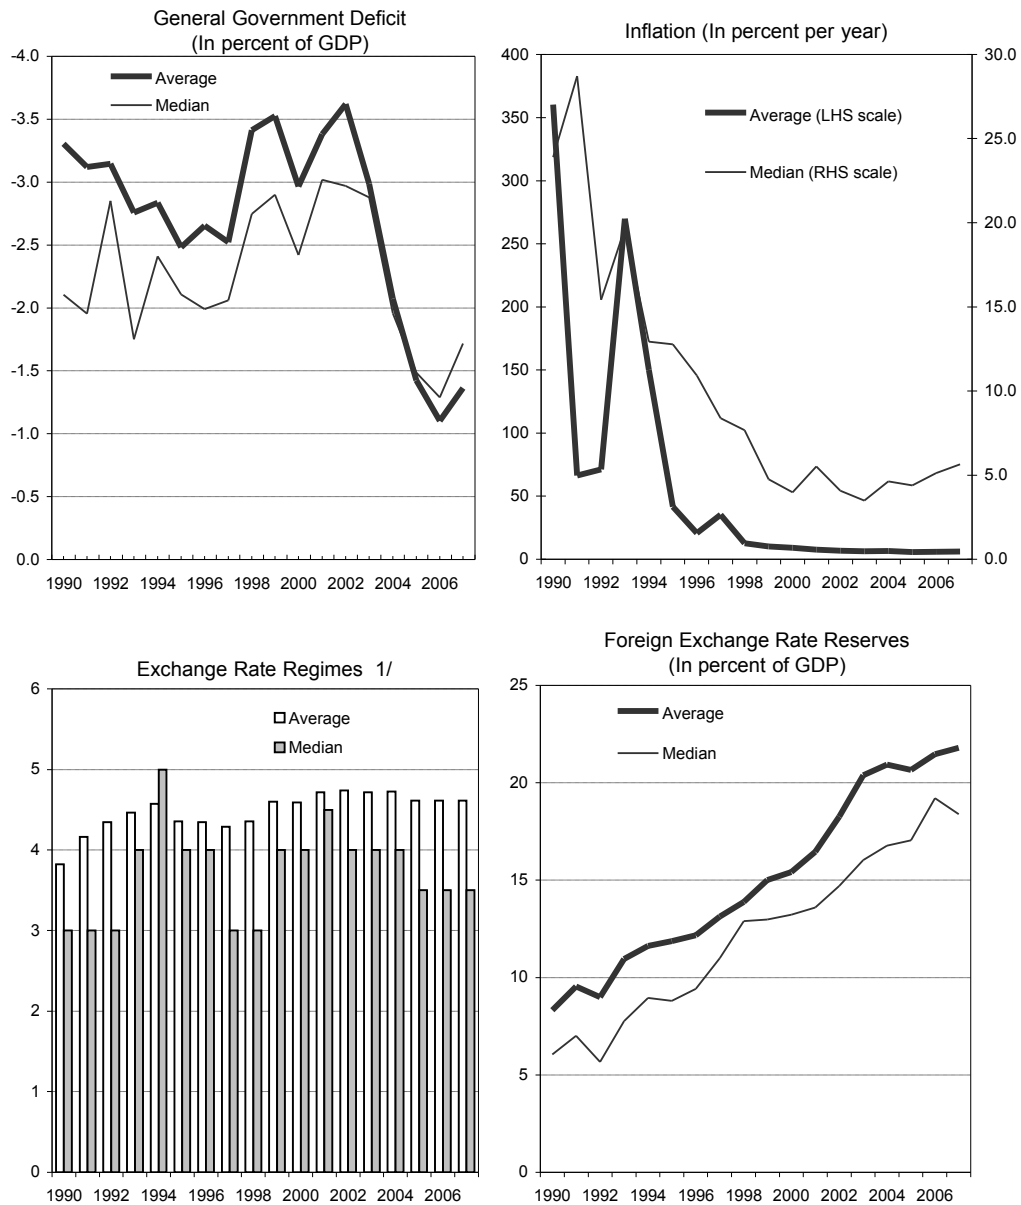 General Government Deficit
(In percent of GDP)
-4.0
-3.5
-3.0
-2.5
-2.0
-1.5
-1.0
-0.5
0.0
Average
Median
1990 1992 1994 1996 1998 2000 2002 2004 2006
Inflation (In percent per year)
400
350
300
250
200
150
100
50
0
30.0
25.0
20.0
15.0
10.0
5.0
0.0
Average (LHS scale)
Median (RHS scale)
1990 1992 1994 1996 1998 2000 2002 2004 2006
Exchange Rate Regimes 1/
6
5
4
3
2
1
0
Average
Median
1990 1992 1994 1996 1998 2000 2002 2004 2006
Foreign Exchange Rate Reserves
(In percent of GDP)
25
20
15
10
5
0
Average
Median
1990 1992 1994 1996 1998 2000 2002 2004 2006